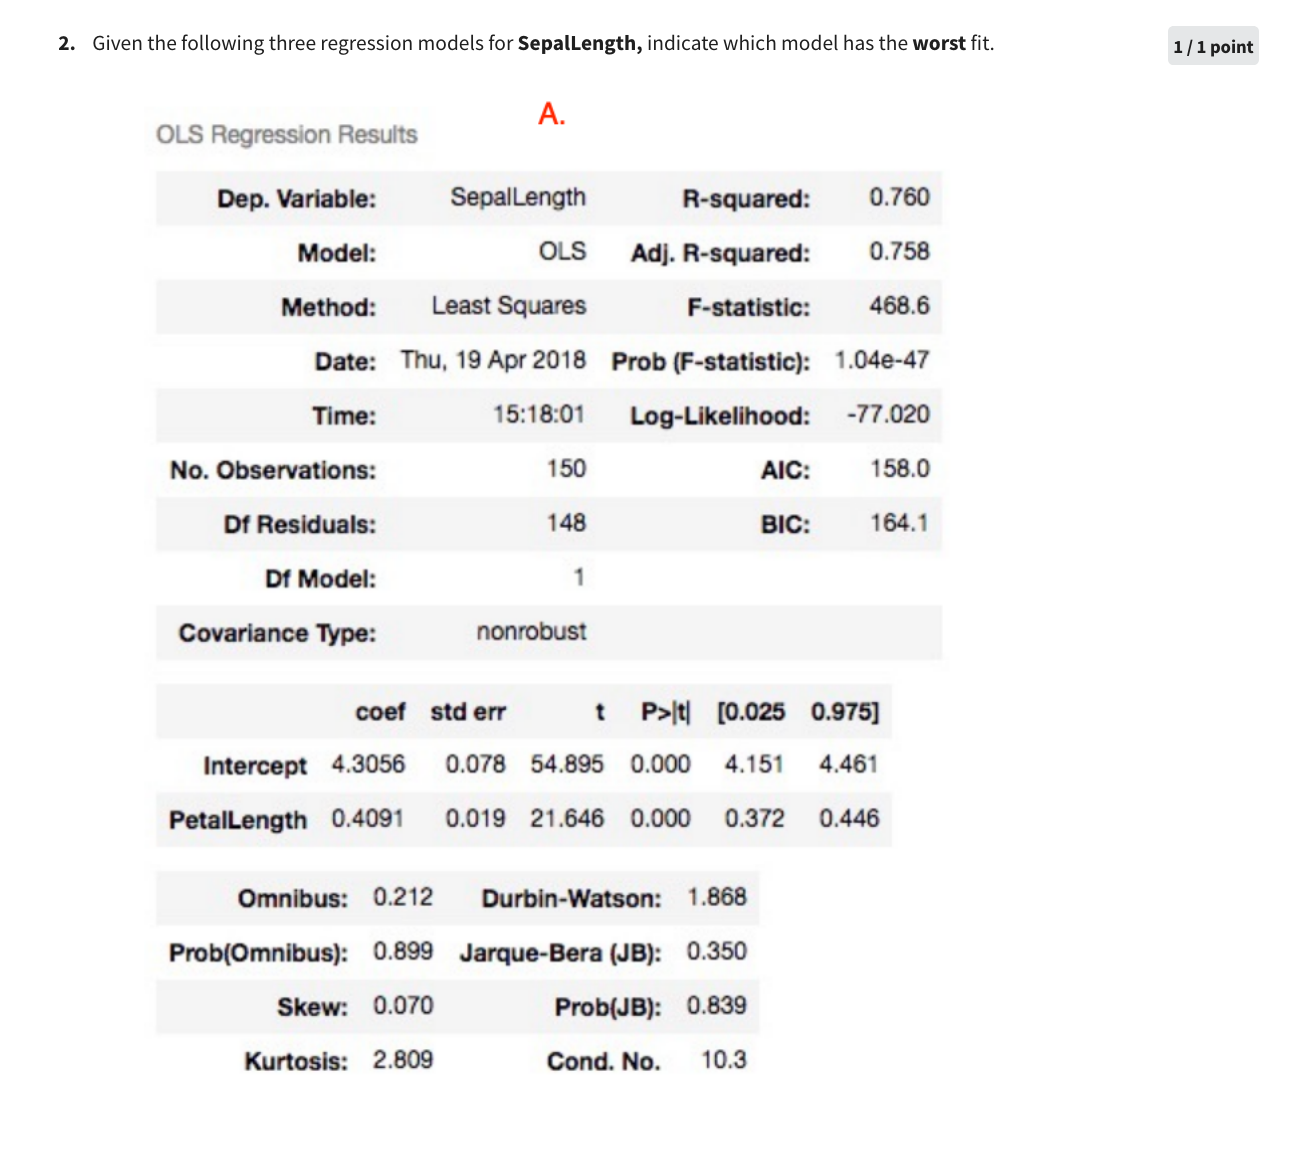 2. Given the following three regression models for SepalLength, indicate which model has the worst fit.
1 / 1 point
A.
OLS Regression Results
Dep. Variable: SepalLength R-squared: 0.760
Model: OLS Adj. R-squared: 0.758
Method: Least Squares F-statistic: 468.6
Date: Thu, 19 Apr 2018 Prob (F-statistic): 1.04e-47
Time: 15:18:01 Log-Likelihood: -77.020
No. Observations: 150 AIC: 158.0
Df Residuals: 148 BIC: 164.1
Df Model: 1
Covariance Type: nonrobust
coef std err t P>|t| [0.025 0.975]
Intercept 4.3056 0.078 54.895 0.000 4.151 4.461
PetalLength 0.4091 0.019 21.646 0.000 0.372 0.446
Omnibus: 0.212 Durbin-Watson: 1.868
Prob(Omnibus): 0.899 Jarque-Bera (JB): 0.350
Skew: 0.070 Prob(JB): 0.839
Kurtosis: 2.809 Cond. No. 10.3